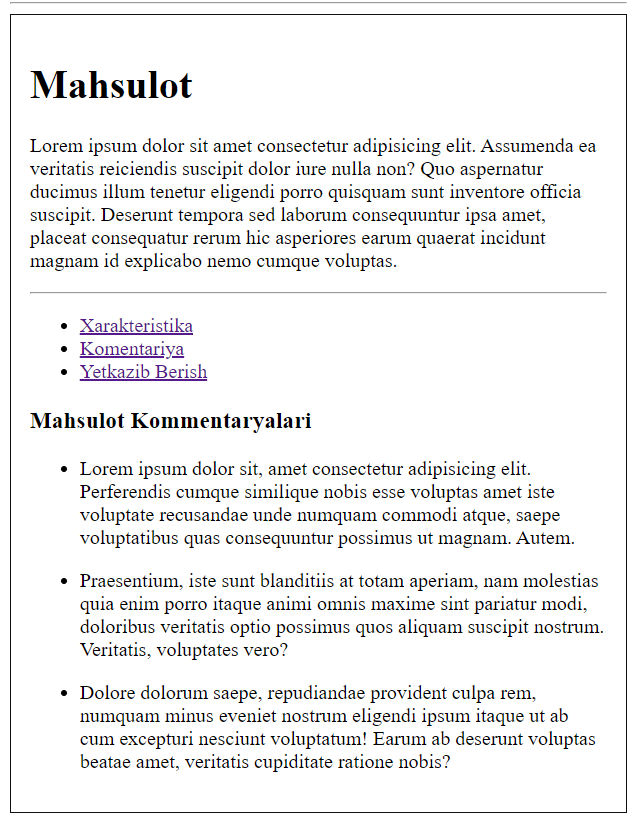 Mahsulot
Lorem ipsum dolor sit amet consectetur adipisicing elit. Assumenda ea
veritatis reiciendis suscipit dolor iure nulla non? Quo aspernatur
ducimus illum tenetur eligendi porro quisquam sunt inventore officia
suscipit. Deserunt tempora sed laborum consequuntur ipsa amet,
placeat consequatur rerum hic asperiores earum quaerat incidunt
magnam id explicabo nemo cumque voluptas.
Xarakteristika
Komentariya
Yetkazib Berish
Mahsulot Kommentaryalari
Lorem ipsum dolor sit, amet consectetur adipisicing elit.
Perferendis cumque similique nobis esse voluptas amet iste
voluptate recusandae unde numquam commodi atque, saepe
voluptatibus quas consequuntur possimus ut magnam. Autem.
Praesentium, iste sunt blanditiis at totam aperiam, nam molestias
quia enim porro itaque animi omnis maxime sint pariatur modi,
doloribus veritatis optio possimus quos aliquam suscipit nostrum.
Veritatis, voluptates vero?
Dolore dolorum saepe, repudiandae provident culpa rem,
numquam minus eveniet nostrum eligendi ipsum itaque ut ab
cum excepturi nesciunt voluptatum! Earum ab deserunt voluptas
beatae amet, veritatis cupiditate ratione nobis?